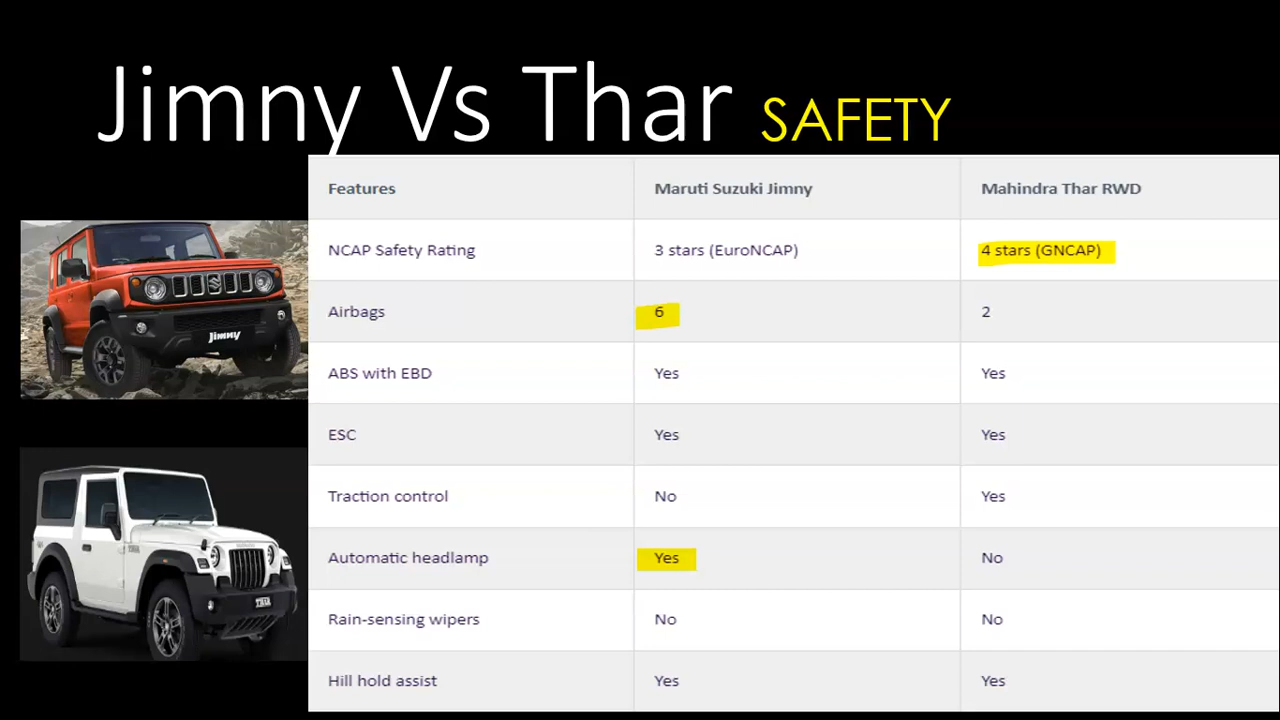 Jimny Vs Thar SAFETY
Features Maruti Suzuki Jimny Mahindra Thar RWD
NCAP Safety Rating 3 stars (EuroNCAP) 4 stars (GNCAP)
Airbags 6 2
ABS with EBD Yes Yes
ESC Yes Yes
Traction control No Yes
Automatic headlamp Yes No
Rain-sensing wipers No No
Hill hold assist Yes Yes
Jimny
THAR